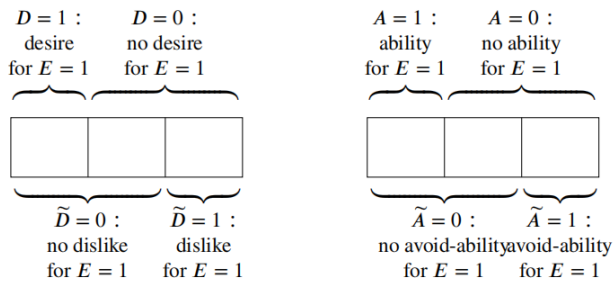 D = 1 :
desire
for E = 1
D = 0 :
no desire
for E = 1
D̃ = 0 :
no dislike
for E = 1
D̃ = 1 :
dislike
for E = 1
A = 1 :
ability
for E = 1
A = 0 :
no ability
for E = 1
Ã = 0 :
no avoid-ability
for E = 1
Ã = 1 :
avoid-ability
for E = 1